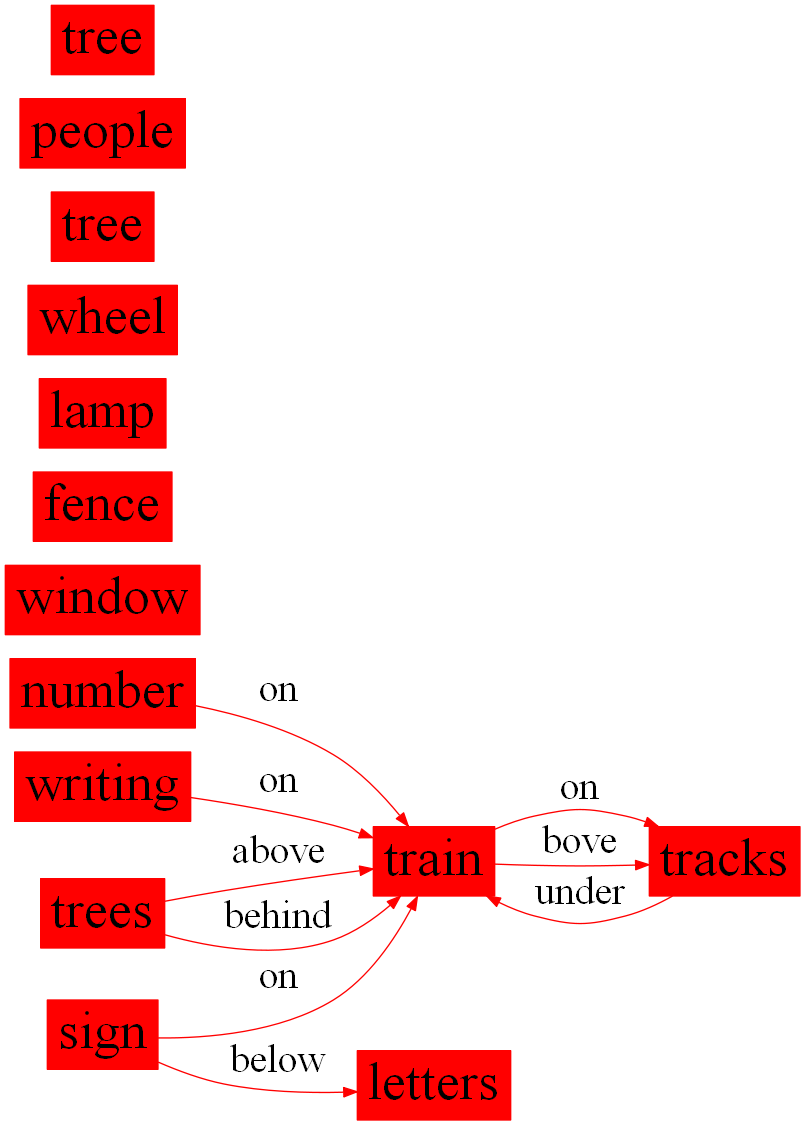 tree
people
tree
wheel
lamp
fence
window
number
on
writing
on
on
above
train
bove
tracks
trees
behind
under
on
sign
below
letters